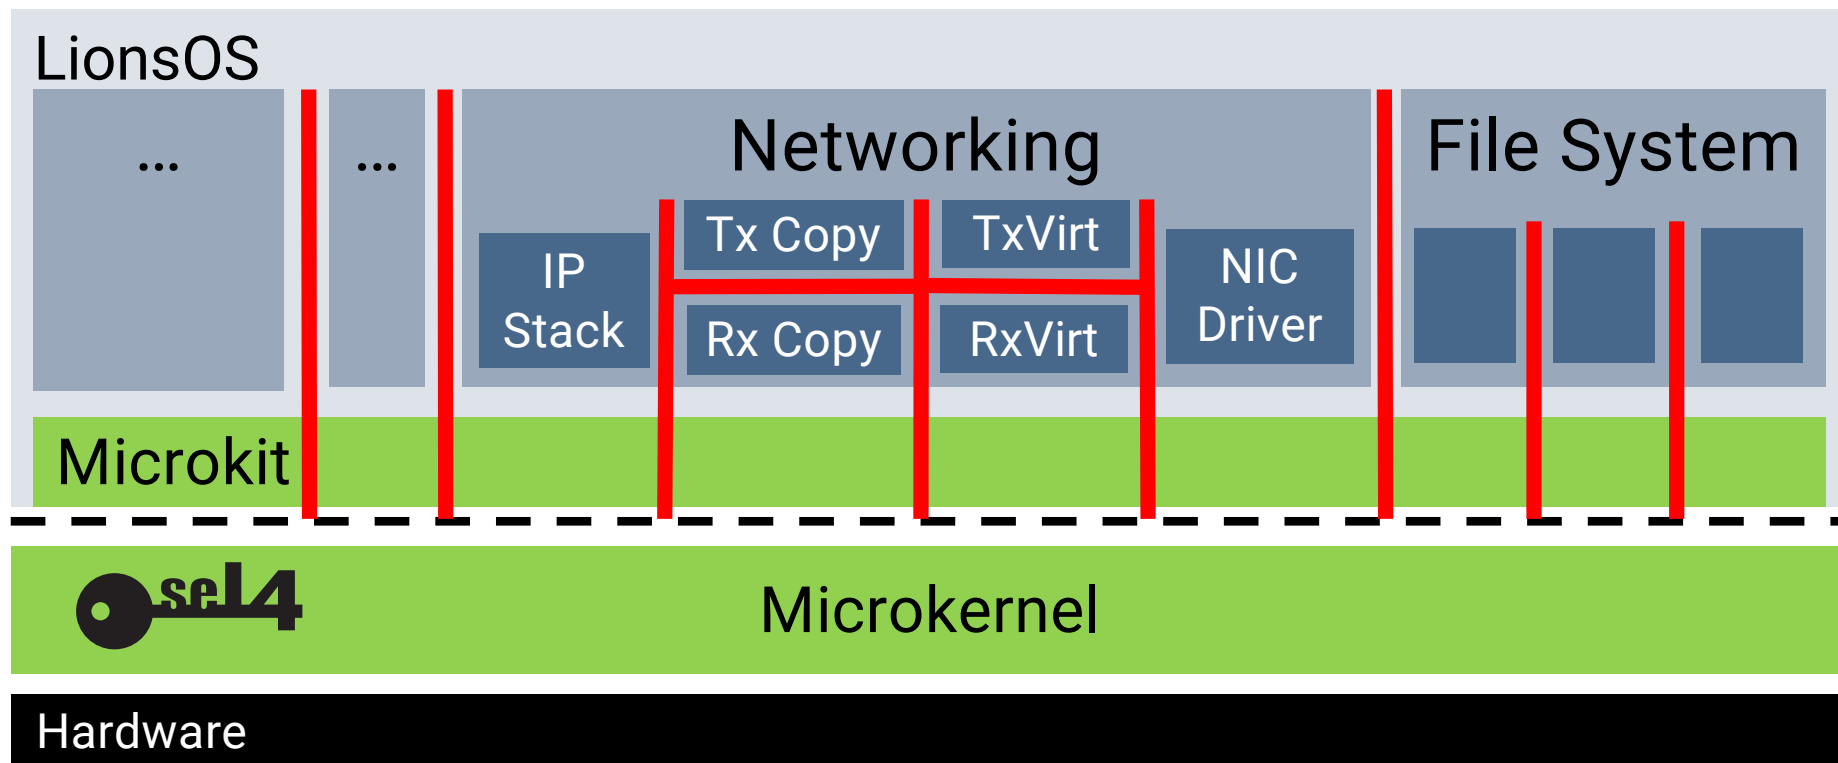 LionsOS
...
...
Networking
File System
IP
Stack
Tx Copy
TxVirt
Rx Copy
RxVirt
NIC
Driver
Microkit
seL4
Microkernel
Hardware